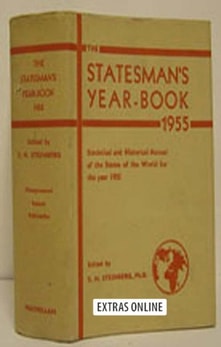 THE
STATESMAN'S
YEAR-BOOK
Edited by
S. H. STEINBERG
MACMILLAN
THE
STATESMAN'S
YEAR-BOOK
1955
Statistical and Historical Annual
of the States of the World for
the year 1955
Edited by
S. H. STEINBERG, Ph.D.
EXTRAS ONLINE